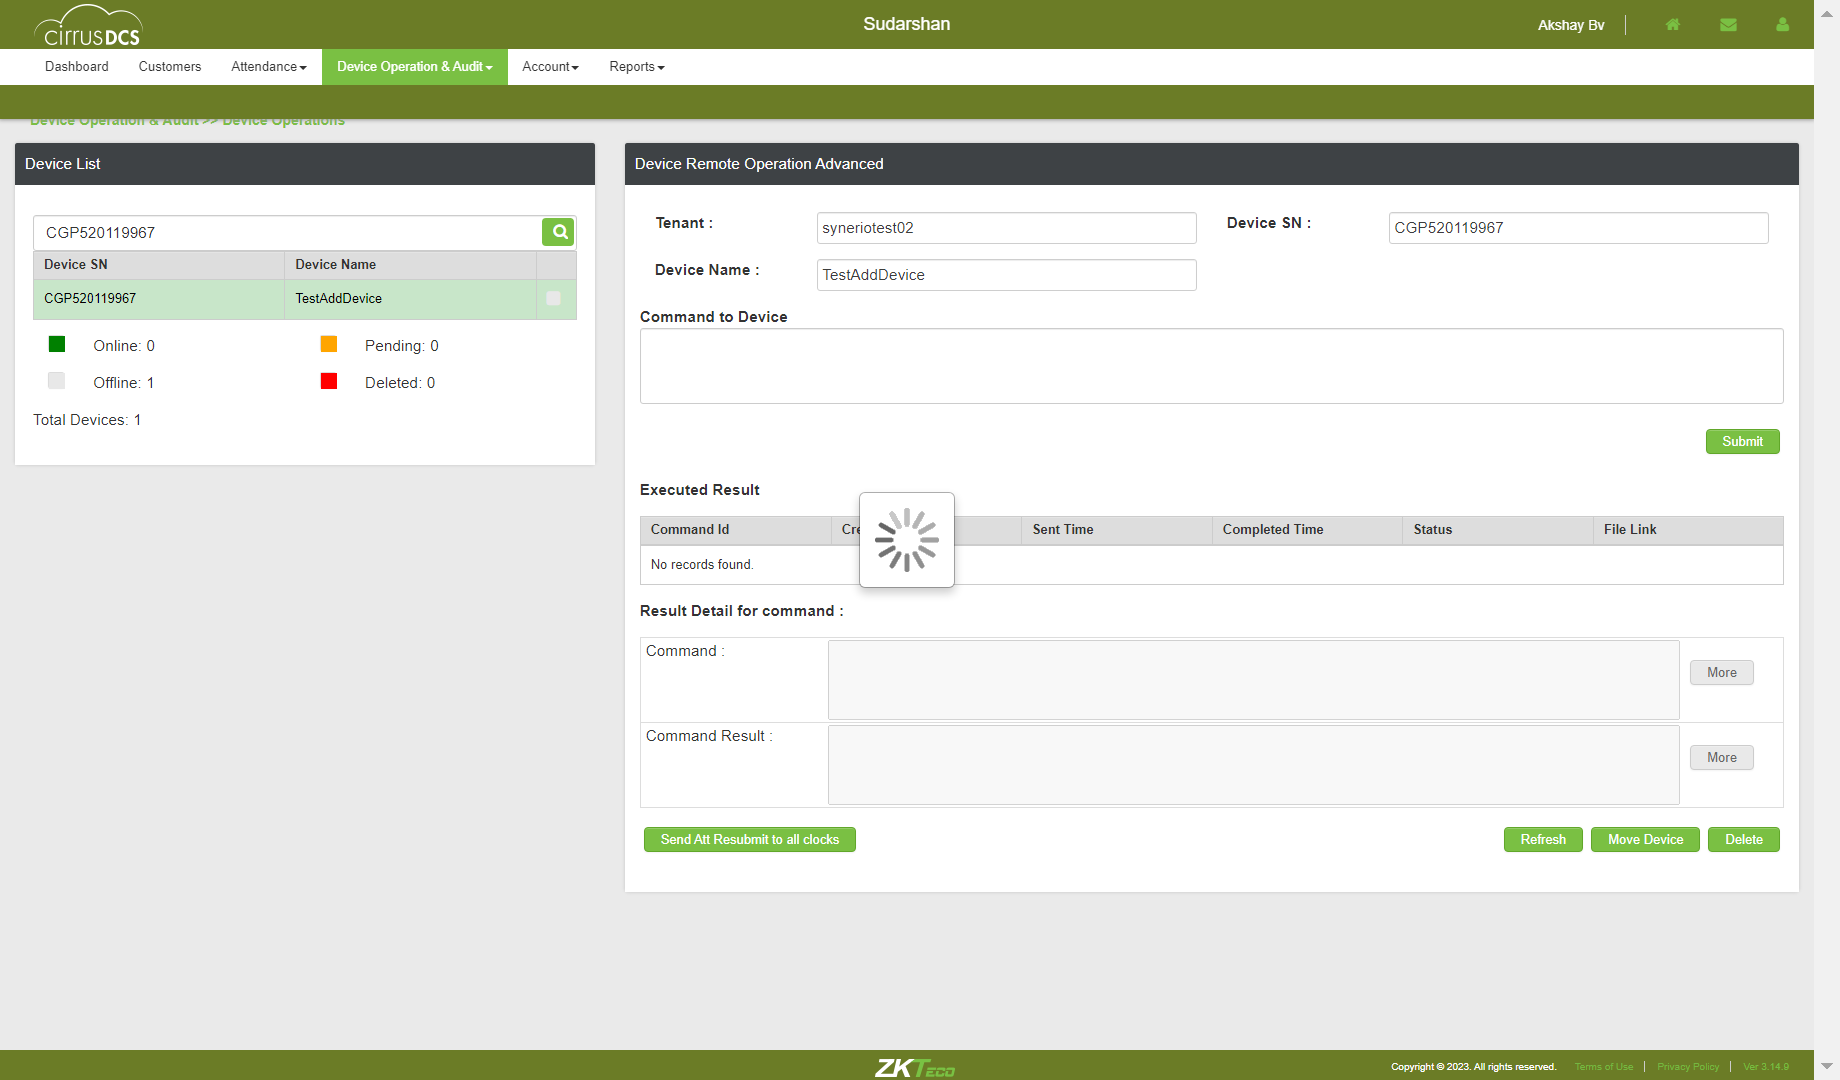 cirrusDCS
Sudarshan
Akshay Bv
Dashboard
Customers
Attendance
Device Operation & Audit
Account
Reports
Device Operation & Audit >> Device Operations
Device List
CGP520119967
Device SN
Device Name
CGP520119967
TestAddDevice
Online: 0
Pending: 0
Offline: 1
Deleted: 0
Total Devices: 1
Device Remote Operation Advanced
Tenant :
syneriotest02
Device SN :
CGP520119967
Device Name :
TestAddDevice
Command to Device
Submit
Executed Result
Command Id
Sent Time
Completed Time
Status
File Link
No records found.
Result Detail for command :
Command :
More
Command Result :
More
Send Att Resubmit to all clocks
Refresh
Move Device
Delete
ZKTeco
Copyright © 2023. All rights reserved.
Terms of Use
Privacy Policy
Ver 3.14.9